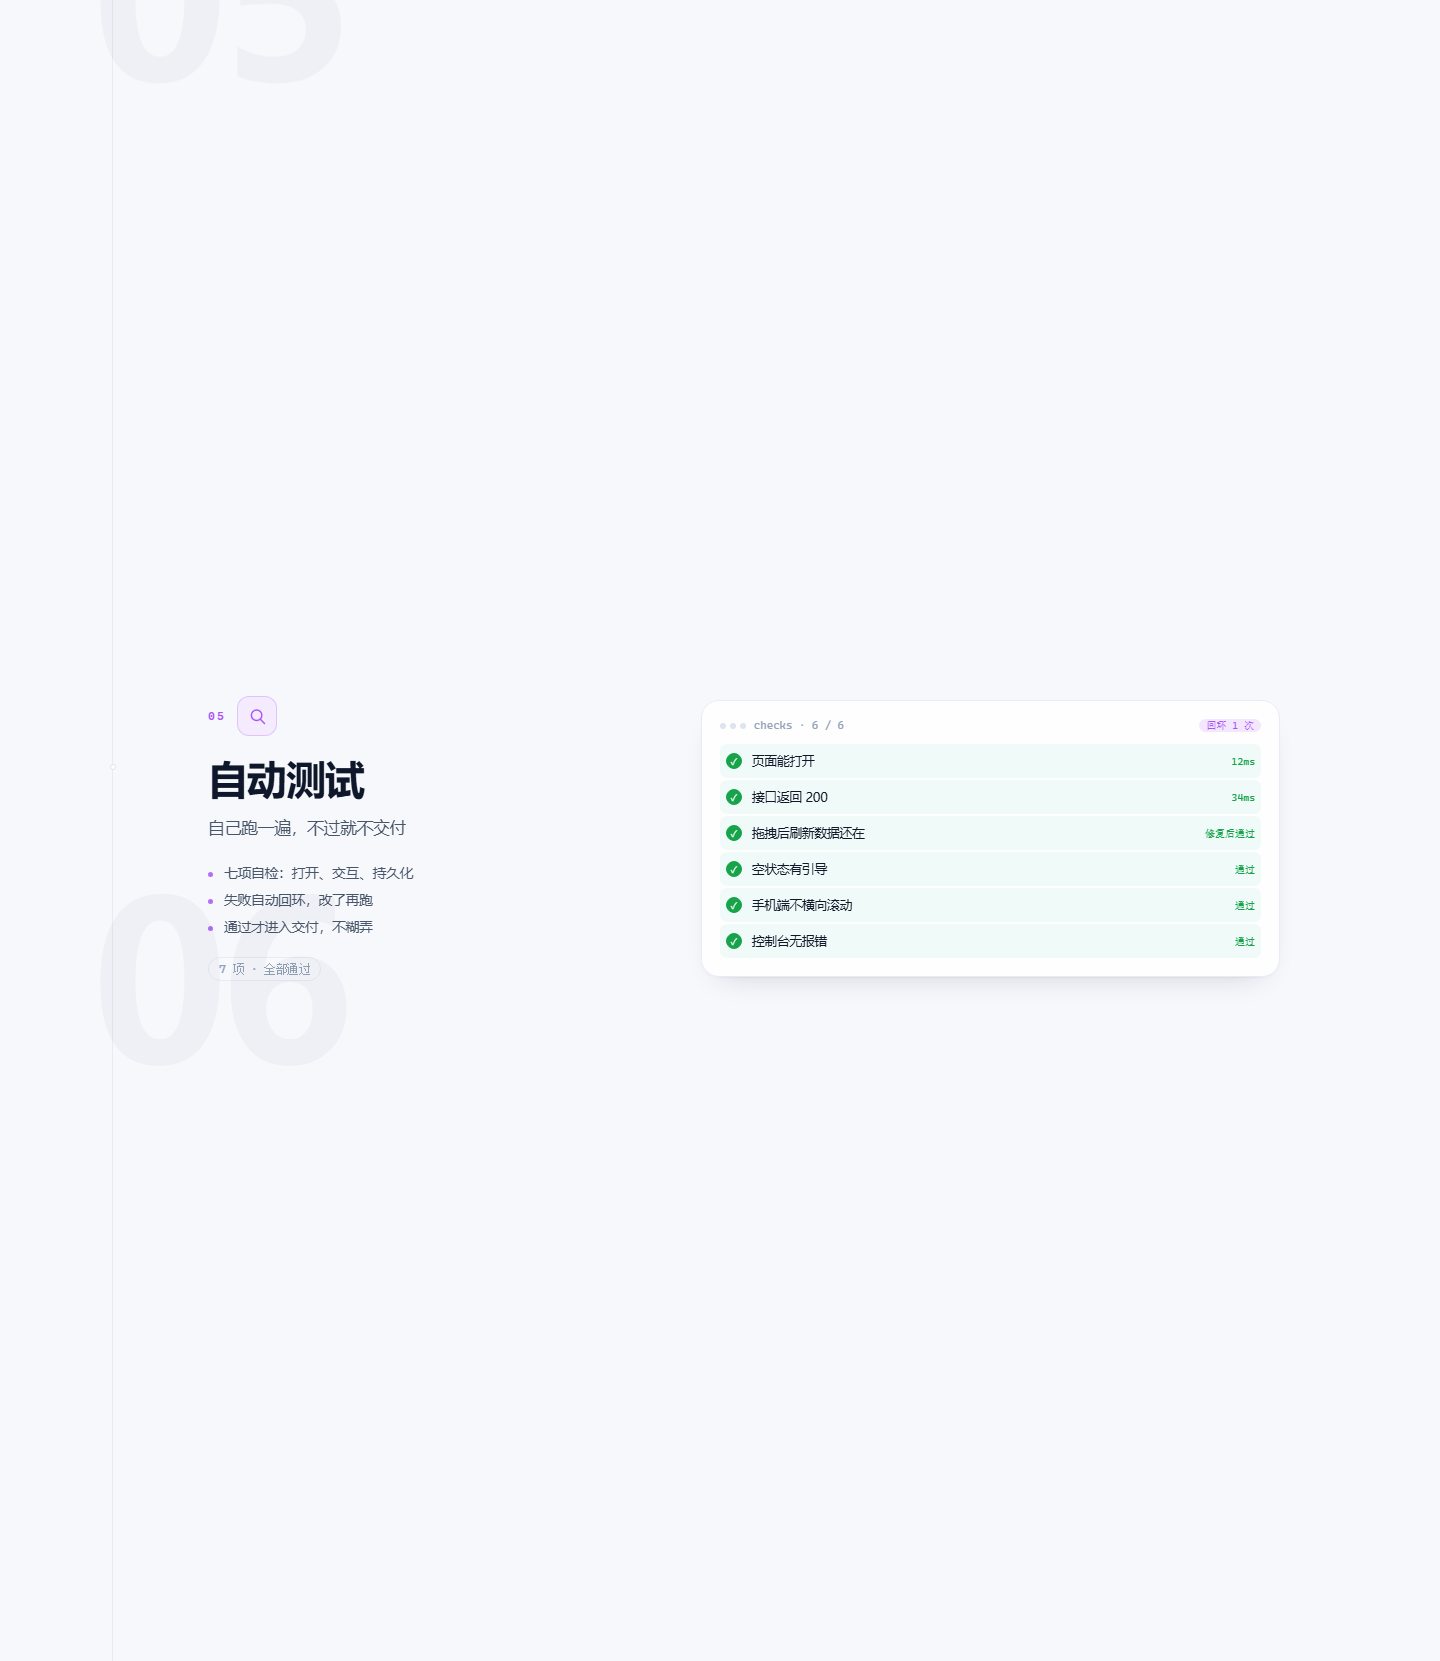 05
05
自动测试
自己跑一遍，不过就不交付
七项自检：打开、交互、持久化
失败自动回环，改了再跑
通过才进入交付，不糊弄
7 项 · 全部通过
06
checks · 6 / 6
回环 1 次
页面能打开
12ms
接口返回 200
34ms
拖拽后刷新数据还在
修复后通过
空状态有引导
通过
手机端不横向滚动
通过
控制台无报错
通过